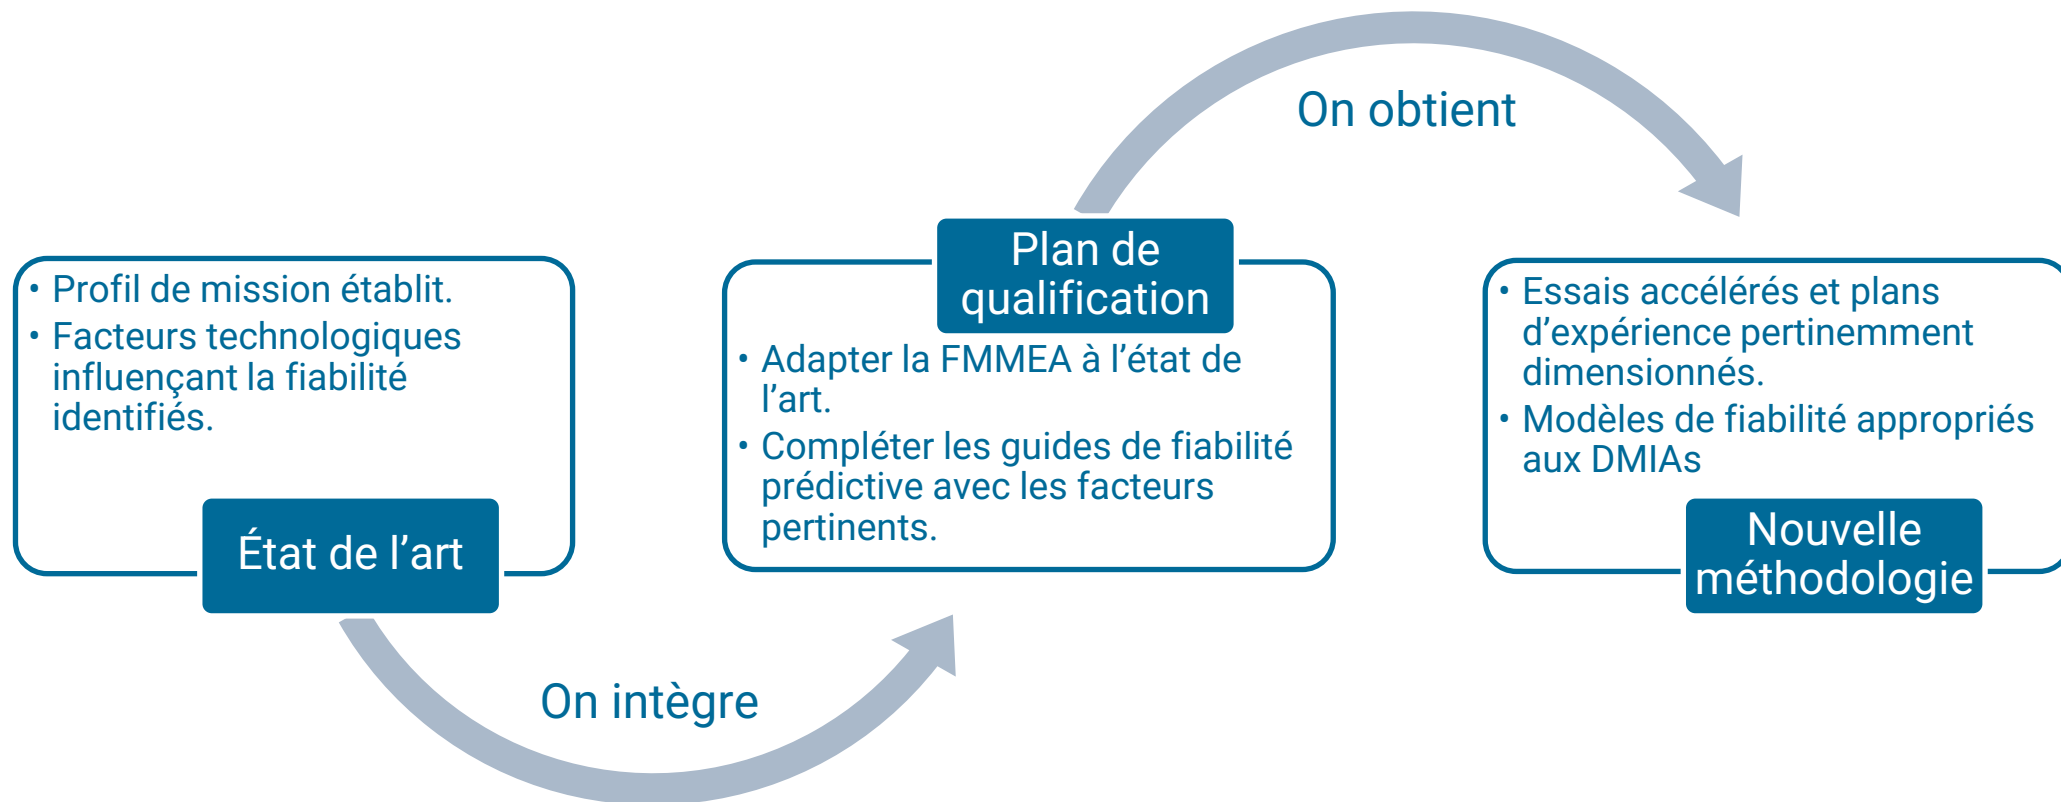 • Profil de mission établit.
• Facteurs technologiques
influençant la fiabilité
identifiés.
État de l’art
On intègre
Plan de
qualification
• Adapter la FMMEA à l’état de
l’art.
• Compléter les guides de fiabilité
prédictive avec les facteurs
pertinents.
On obtient
• Essais accélérés et plans
d’expérience pertinemment
dimensionnés.
• Modèles de fiabilité appropriés
aux DMIAs
Nouvelle
méthodologie